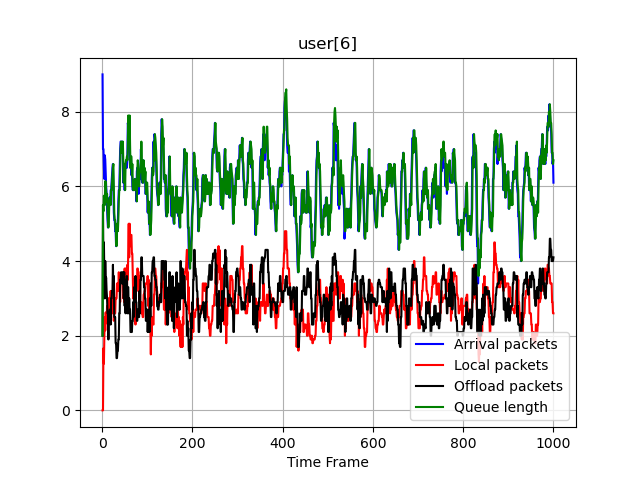 user[6]
8
6
4
2
0
0
200
400
600
800
1000
Time Frame
Arrival packets
Local packets
Offload packets
Queue length